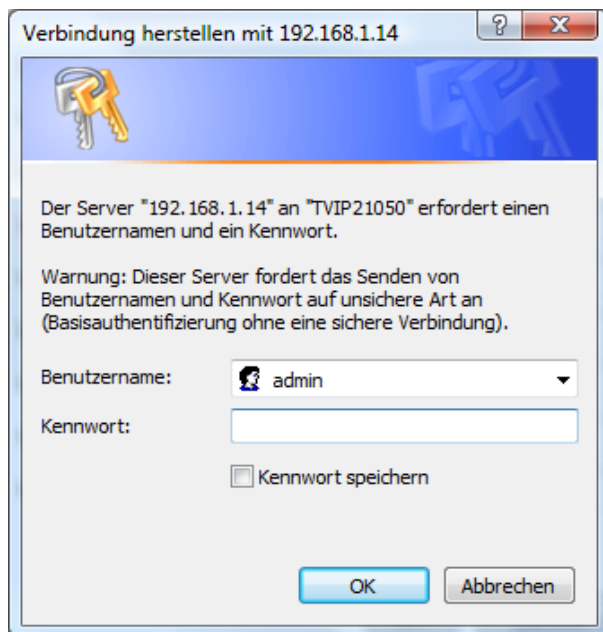 Verbindung herstellen mit 192.168.1.14
Der Server "192.168.1.14" an "TVIP21050" erfordert einen
Benutzernamen und ein Kennwort.
Warnung: Dieser Server fordert das Senden von
Benutzernamen und Kennwort auf unsichere Art an
(Basisauthentifizierung ohne eine sichere Verbindung).
Benutzername:
admin
Kennwort:
Kennwort speichern
OK
Abbrechen